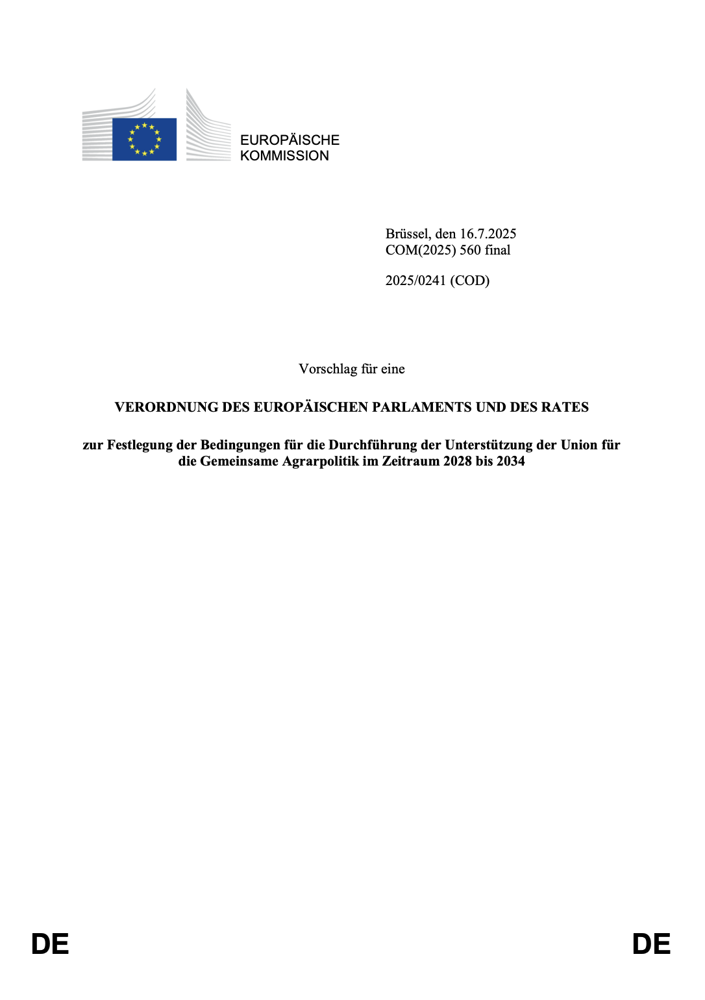 EUROPÄISCHE
KOMMISSION
Brüssel, den 16.7.2025
COM(2025) 560 final
2025/0241 (COD)
Vorschlag für eine
VERORDNUNG DES EUROPÄISCHEN PARLAMENTS UND DES RATES
zur Festlegung der Bedingungen für die Durchführung der Unterstützung der Union für
die Gemeinsame Agrarpolitik im Zeitraum 2028 bis 2034
DE DE